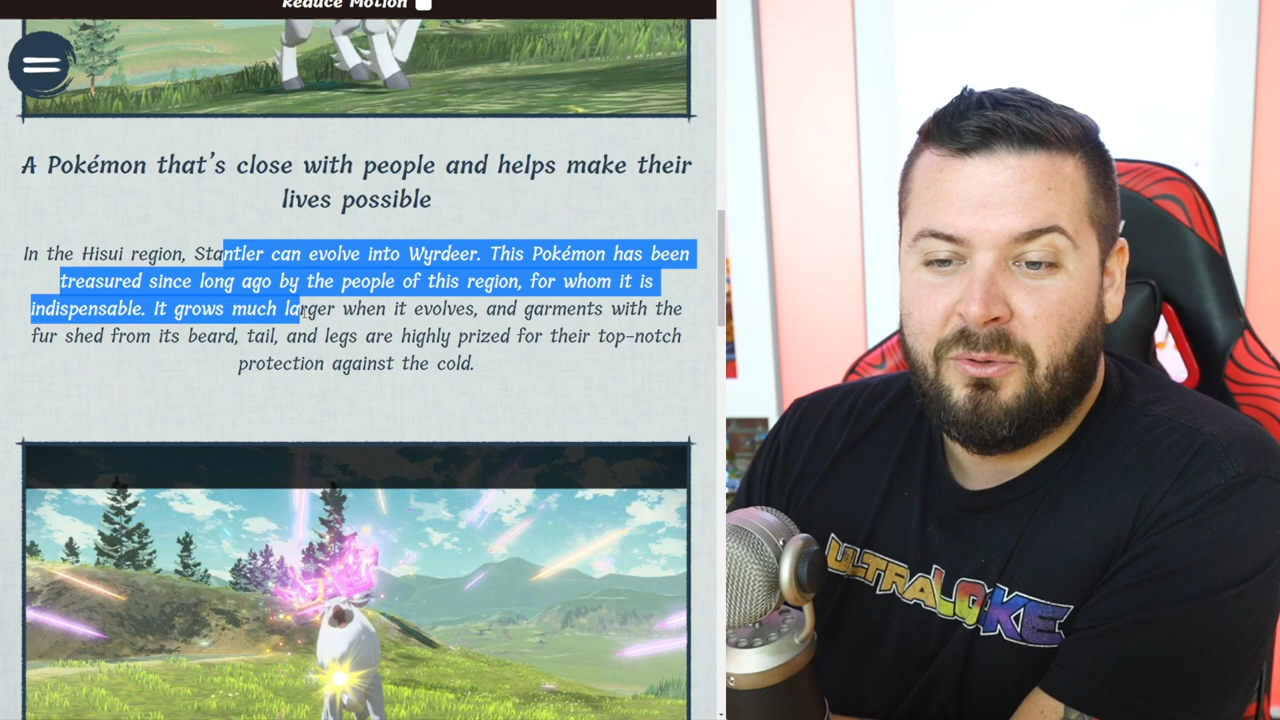 Reduce Motion
A Pokémon that's close with people and helps make their
lives possible
In the Hisui region, Stantler can evolve into Wyrdeer. This Pokémon has been
treasured since long ago by the people of this region, for whom it is
indispensable. It grows much larger when it evolves, and garments with the
fur shed from its beard, tail, and legs are highly prized for their top-notch
protection against the cold.
ULTRALOCKE